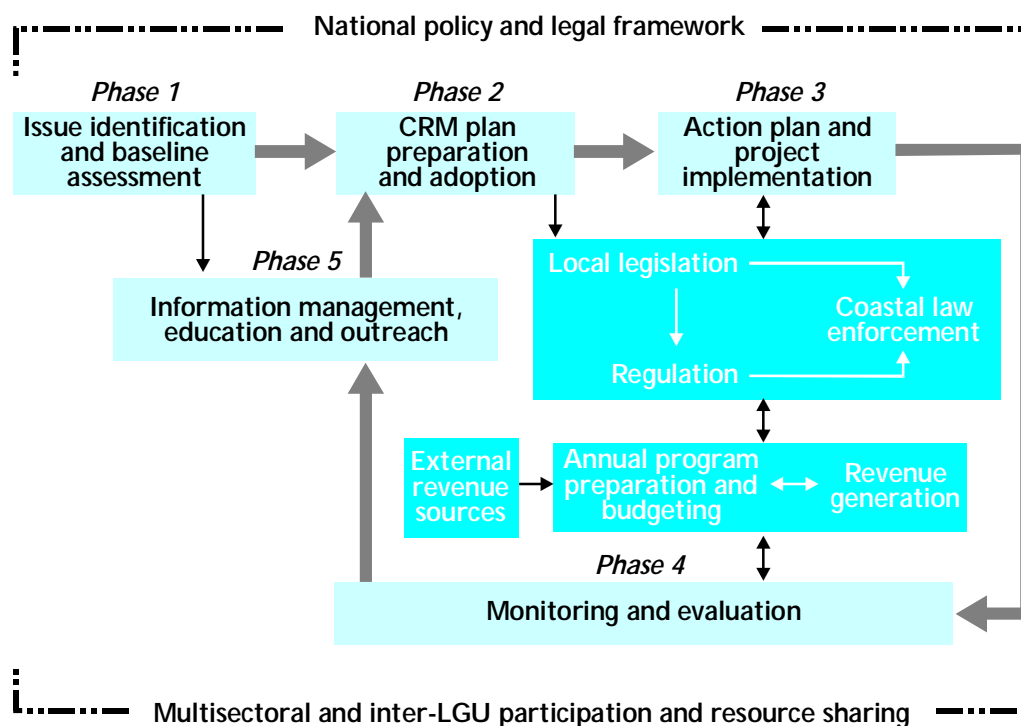 National policy and legal framework
Phase 1
Issue identification
and baseline
assessment
Phase 2
CRM plan
preparation
and adoption
Phase 3
Action plan and
project
implementation
Phase 5
Information management,
education and outreach
Local legislation
Coastal law
enforcement
Regulation
External
revenue
sources
Annual program
preparation and
budgeting
Revenue
generation
Phase 4
Monitoring and evaluation
Multisectoral and inter-LGU participation and resource sharing